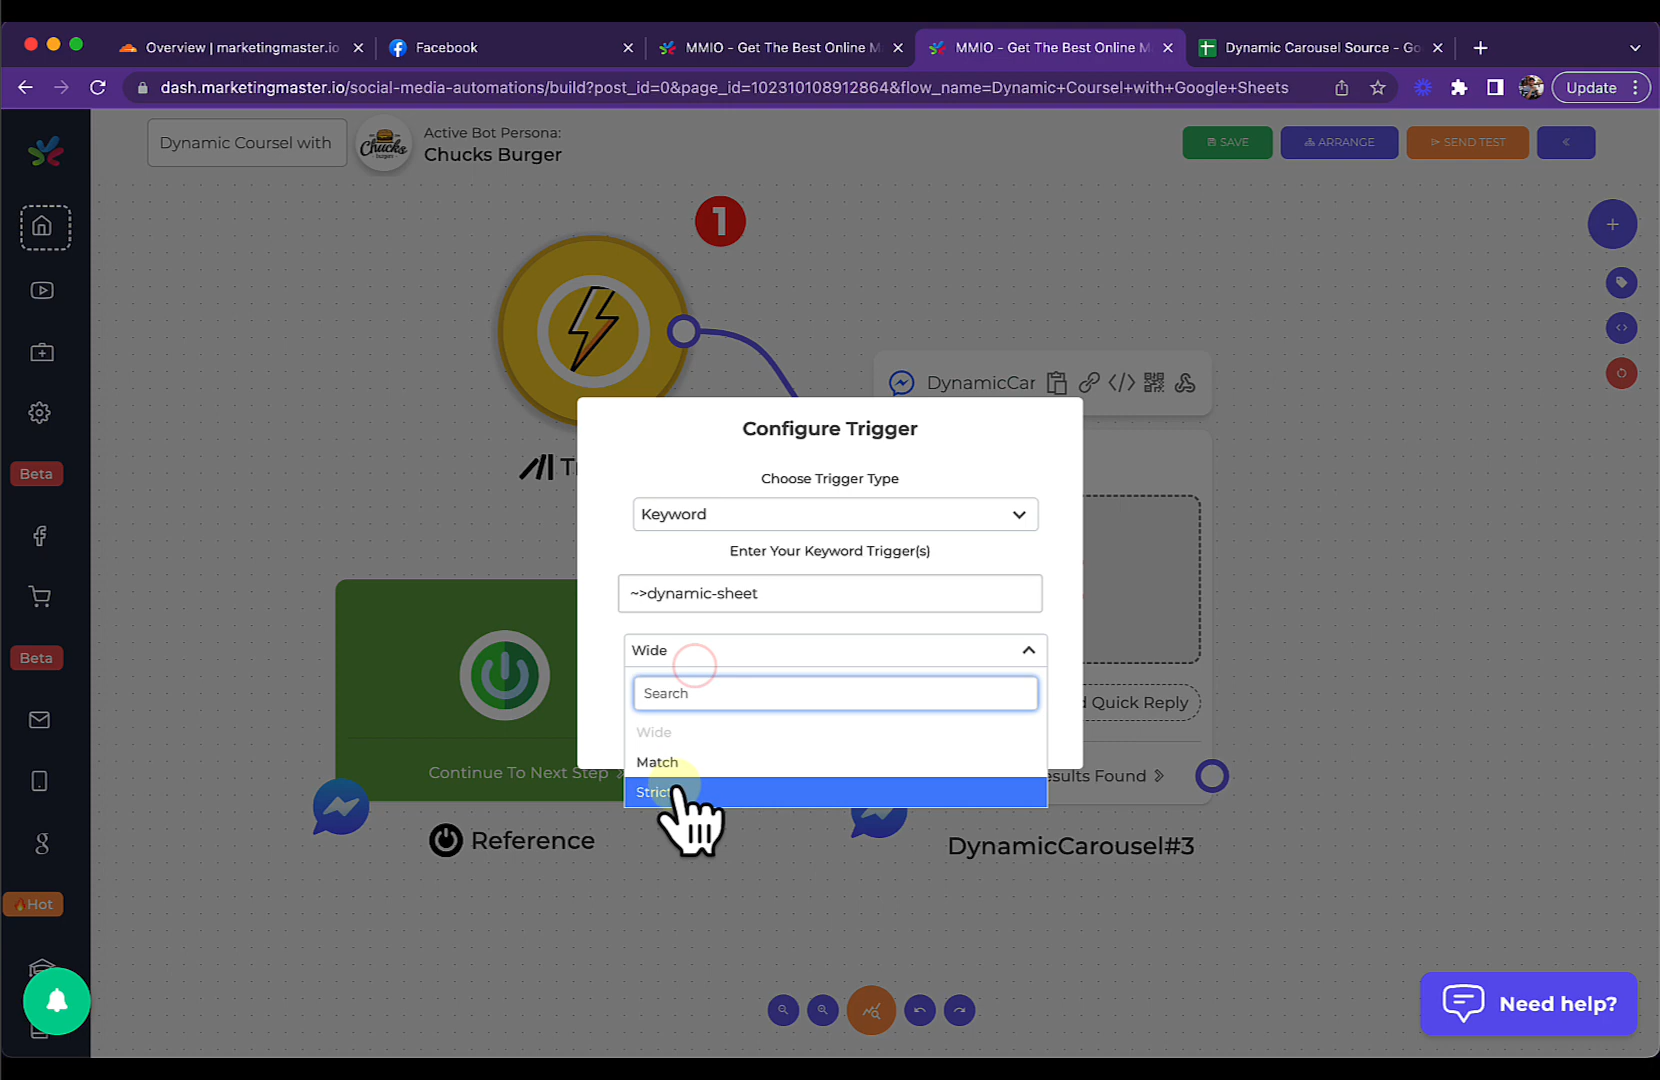 Overview | marketingmaster.io
Facebook
MMIO - Get The Best Online M
MMIO - Get The Best Online M
Dynamic Carousel Source - Go
dash.marketingmaster.io/social-media-automations/build?post_id=0&page_id=102310108912864&flow_name=Dynamic+Coursel+with+Google+Sheets
Update
Dynamic Coursel with
Chucks
Active Bot Persona:
Chucks Burger
SAVE
ARRANGE
SEND TEST
1
DynamicCar
Configure Trigger
Choose Trigger Type
Keyword
Enter Your Keyword Trigger(s)
~>dynamic-sheet
Wide
Search
Wide
Match
Strict
Beta
Beta
Hot
Quick Reply
Continue To Next Step
esults Found
Reference
DynamicCarousel#3
Need help?